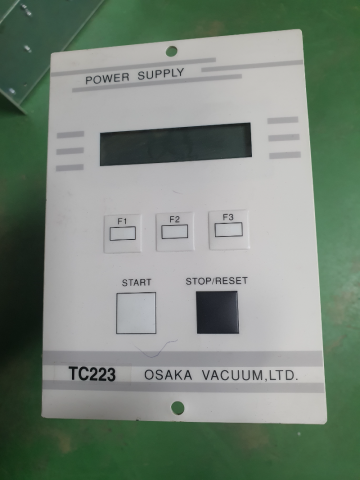 POWER SUPPLY
F1 F2 F3
START STOP/RESET
TC223 OSAKA VACUUM,LTD.